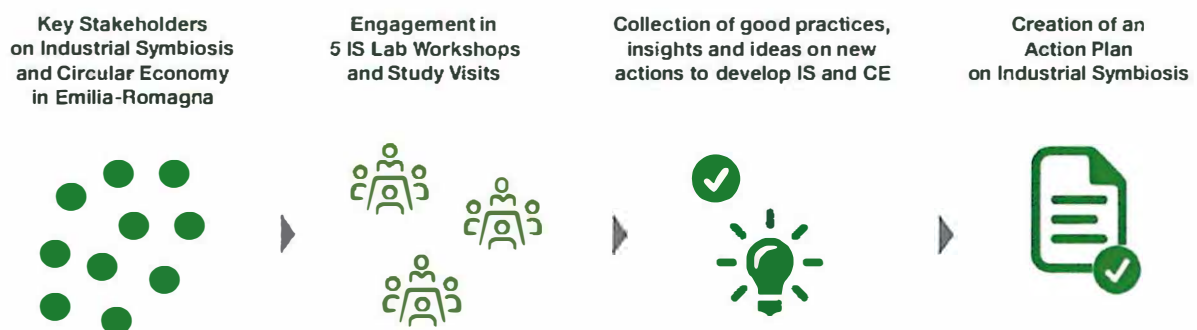 Key Stakeholders
on Industrial Symbiosis
and Circular Economy
in Emilia-Romagna
Engagement in
5 IS Lab Workshops
and Study Visits
Collection of good practices,
insights and ideas on new
actions to develop IS and CE
Creation of an
Action Plan
on Industrial Symbiosis